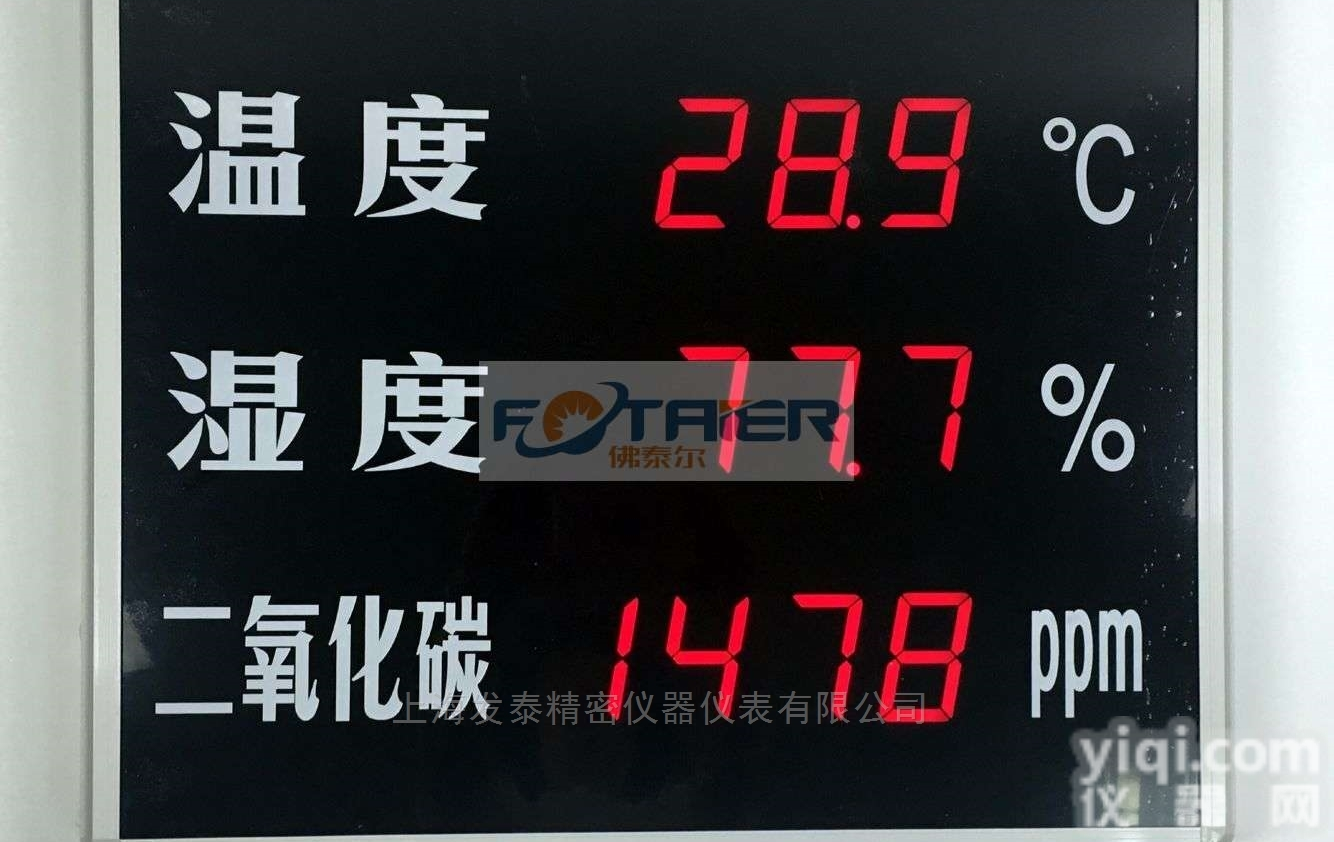 温度 28.9 ℃
湿度 77.7 %
FOTAIER
佛泰尔
二氧化碳 1478 ppm
上海发泰精密仪器仪表有限公司
yiqi.com
仪器网